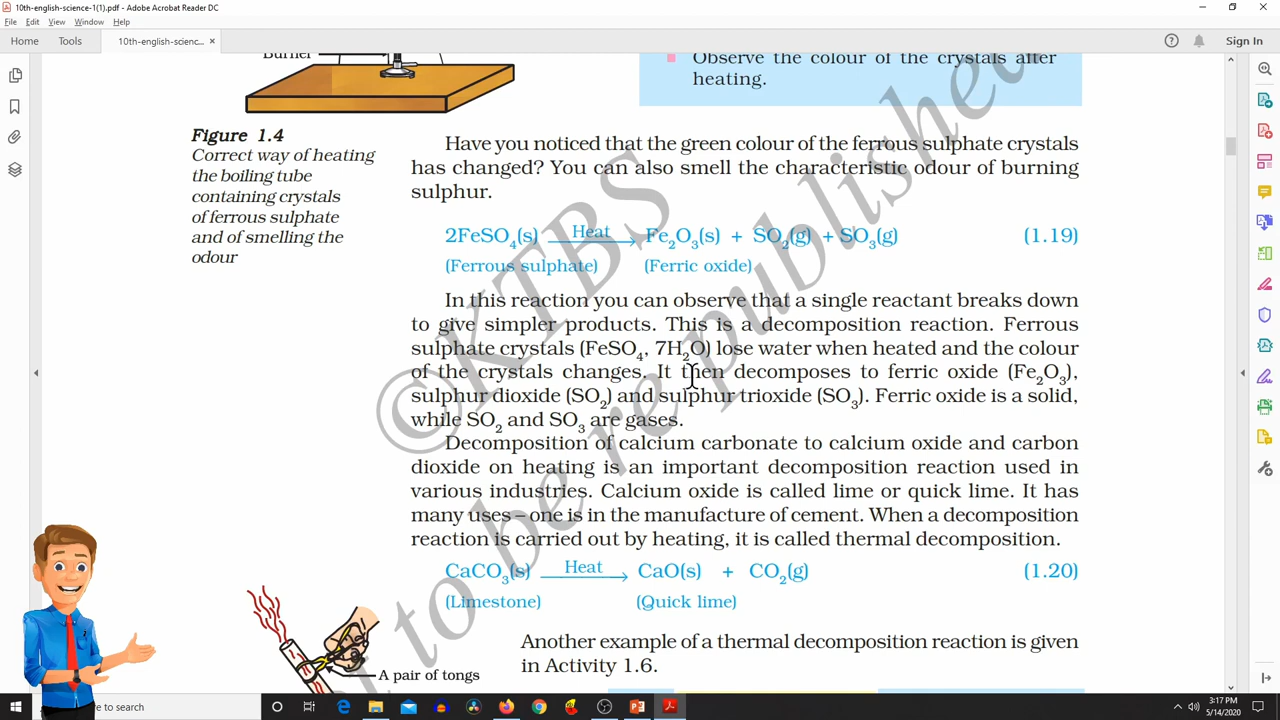 10th-english-science-1(1).pdf - Adobe Acrobat Reader DC
File Edit View Window Help
Home Tools 10th-english-scienc... × Sign In
Burner
Observe the colour of the crystals after
heating.
Figure 1.4
Correct way of heating
the boiling tube
containing crystals
of ferrous sulphate
and of smelling the
odour
Have you noticed that the green colour of the ferrous sulphate crystals
has changed? You can also smell the characteristic odour of burning
sulphur.
2FeSO₄(s) Heat→ Fe₂O₃(s) + SO₂(g) + SO₃(g) (1.19)
(Ferrous sulphate) (Ferric oxide)
In this reaction you can observe that a single reactant breaks down
to give simpler products. This is a decomposition reaction. Ferrous
sulphate crystals (FeSO₄, 7H₂O) lose water when heated and the colour
of the crystals changes. It then decomposes to ferric oxide (Fe₂O₃),
sulphur dioxide (SO₂) and sulphur trioxide (SO₃). Ferric oxide is a solid,
while SO₂ and SO₃ are gases.
Decomposition of calcium carbonate to calcium oxide and carbon
dioxide on heating is an important decomposition reaction used in
various industries. Calcium oxide is called lime or quick lime. It has
many uses – one is in the manufacture of cement. When a decomposition
reaction is carried out by heating, it is called thermal decomposition.
CaCO₃(s) Heat→ CaO(s) + CO₂(g) (1.20)
(Limestone) (Quick lime)
Another example of a thermal decomposition reaction is given
in Activity 1.6.
A pair of tongs
©KTBS
to be republished
e to search
3:17 PM
5/14/2020